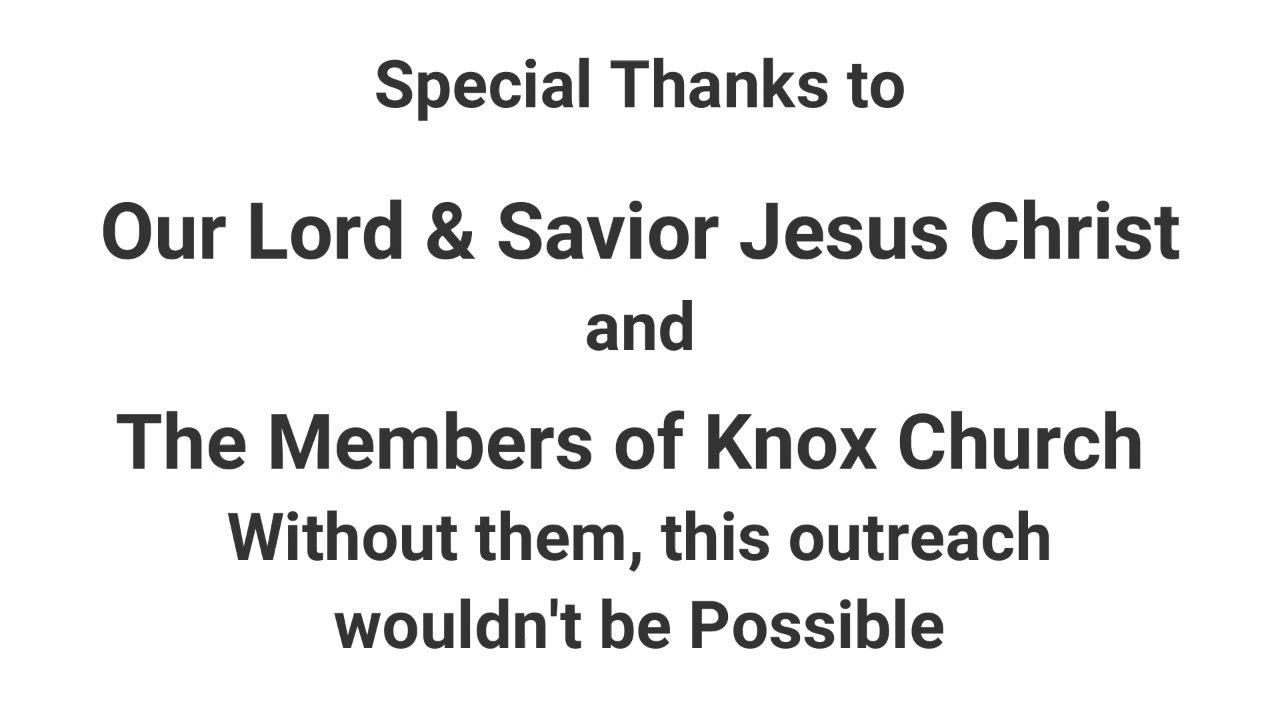 Special Thanks to
Our Lord & Savior Jesus Christ
and
The Members of Knox Church
Without them, this outreach
wouldn't be Possible